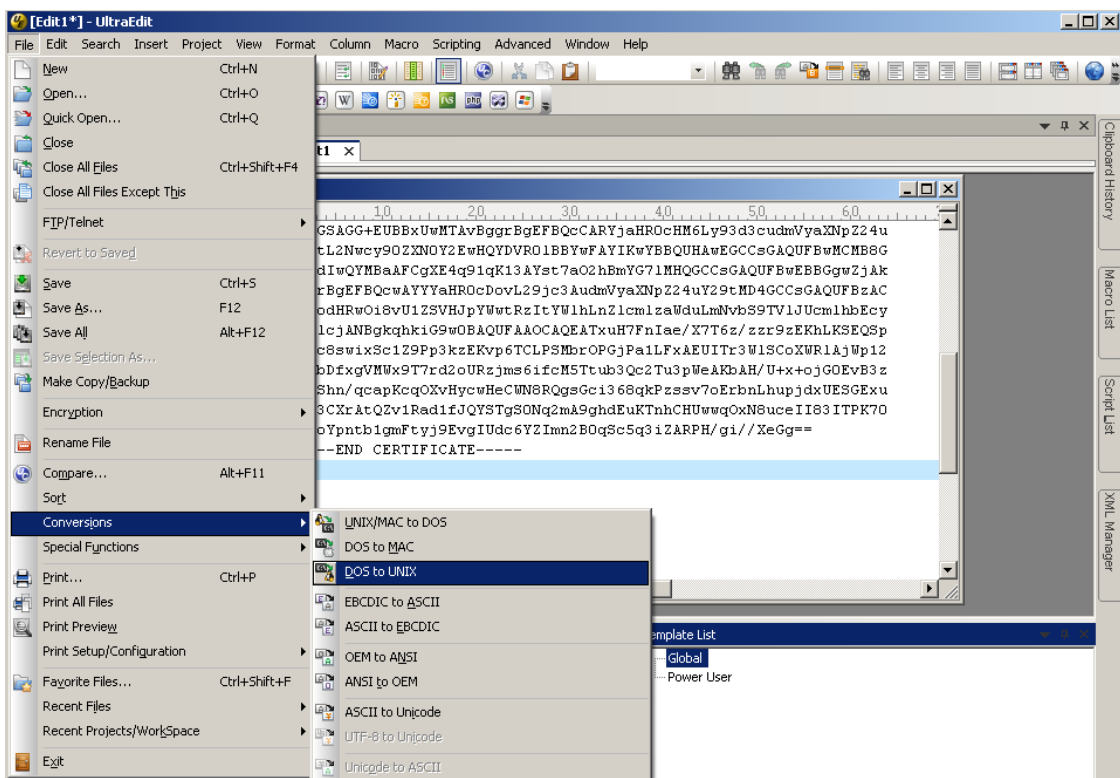 [Edit1*] - UltraEdit
File Edit Search Insert Project View Format Column Macro Scripting Advanced Window Help
New Ctrl+N
Open... Ctrl+O
Quick Open... Ctrl+Q
Close
Close All Files Ctrl+Shift+F4
Close All Files Except This
FTP/Telnet
Revert to Saved
Save Ctrl+S
Save As... F12
Save All Alt+F12
Save Selection As...
Make Copy/Backup
Encryption
Rename File
Compare... Alt+F11
Sort
Conversions
Special Functions
Print... Ctrl+P
Print All Files
Print Preview
Print Setup/Configuration
Favorite Files... Ctrl+Shift+F
Recent Files
Recent Projects/WorkSpace
Exit
UNIX/MAC to DOS
DOS to MAC
DOS to UNIX
EBCDIC to ASCII
ASCII to EBCDIC
OEM to ANSI
ANSI to OEM
ASCII to Unicode
UTF-8 to Unicode
Unicode to ASCII
t1
10 20 30 40 50 60
GSAGG+EUBBxUwMTAvBggrBgEFBQcCARYjaHR0cHM6Ly93d3cudmVyaXNpZ24u
tL2Nwcy90ZXN0Y2EwHQYDVR01BBYwFAYIKwYBBQUHAwEGCCsGAQUFBwMCMB8G
dIwQYMBaAFCgXE4q91qK13AYst7aO2hBmYG71MHQGCCsGAQUFBwEBBGgwZjAk
rBgEFBQcwAYYYaHR0cDovL29jc3AudmVyaXNpZ24uY29tMD4GCCsGAQUFBzAC
odHRwOi8vU1ZSVHJpYWwtRzItYWlhLnZlcmlzaWduLmNvbS9TVlJUcmlhbEcy
lcjANBgkqhkiG9w0BAQUFAAOCAQEATxuH7FnIae/X7T6z/zzr9zEKhLKSEQSp
c8swixSc1Z9Pp3kzEKvp6TCLPSMbrOPGjPa1LFxAEUITr3WlSCoXWRlAjWp12
bDfxgVMWx9T7rd2oURzjms6ifcM5Ttub3Qc2Tu3pWeAKbAH/U+x+ojGOEvB3z
Shn/qcapKcqOXvHycwHeCWN8RQgsGci368qkPzssv7oErbnLhupjdxUESGExu
3CXrAtQZv1Rad1fJQYSTgSONq2mA9ghdEuKTnhCHUwwqOxN8uceII83ITPK70
oYpntb1gmFtyj9EvgIUdc6YZImn2BOqSc5q3iZARPH/gi//XeGg==
--END CERTIFICATE-----
Template List
Global
Power User
Clipboard History
Macro List
Script List
XML Manager